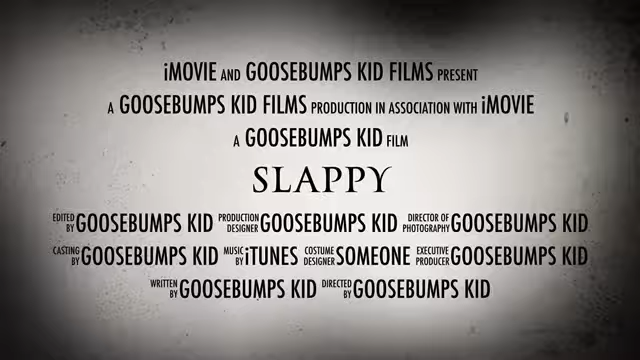 iMOVIE AND GOOSEBUMPS KID FILMS PRESENT
A GOOSEBUMPS KID FILMS PRODUCTION IN ASSOCIATION WITH iMOVIE
A GOOSEBUMPS KID FILM
SLAPPY
EDITED BY GOOSEBUMPS KID PRODUCTION DESIGNER GOOSEBUMPS KID DIRECTOR OF PHOTOGRAPHY GOOSEBUMPS KID
CASTING BY GOOSEBUMPS KID MUSIC BY iTUNES COSTUME DESIGNER SOMEONE EXECUTIVE PRODUCER GOOSEBUMPS KID
WRITTEN BY GOOSEBUMPS KID DIRECTED BY GOOSEBUMPS KID